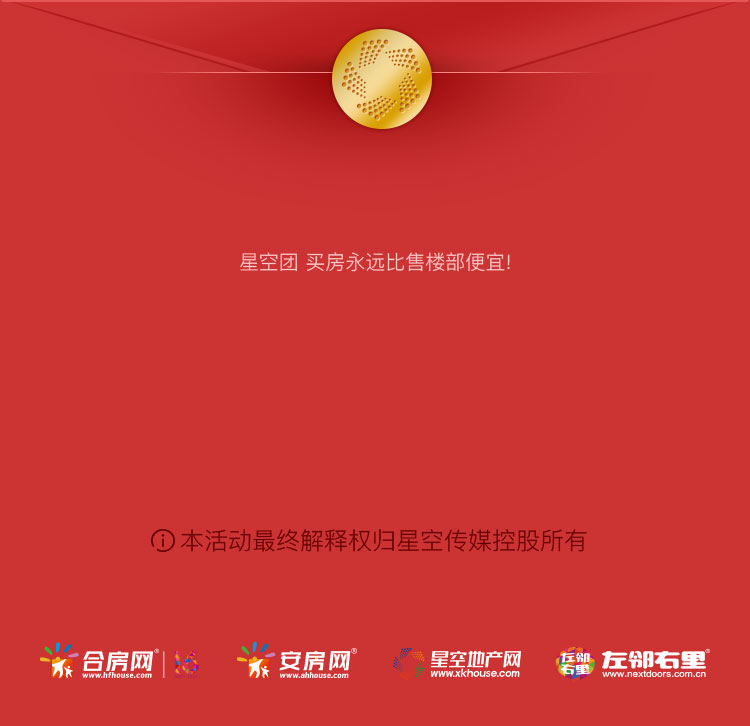 星空团 买房永远比售楼部便宜!
本活动最终解释权归星空传媒控股所有
合房网® 安房网® 星空地产网 左邻右里 左邻右里®
www.hfhouse.com www.ahhouse.com www.xkhouse.com www.nextdoors.com.cn